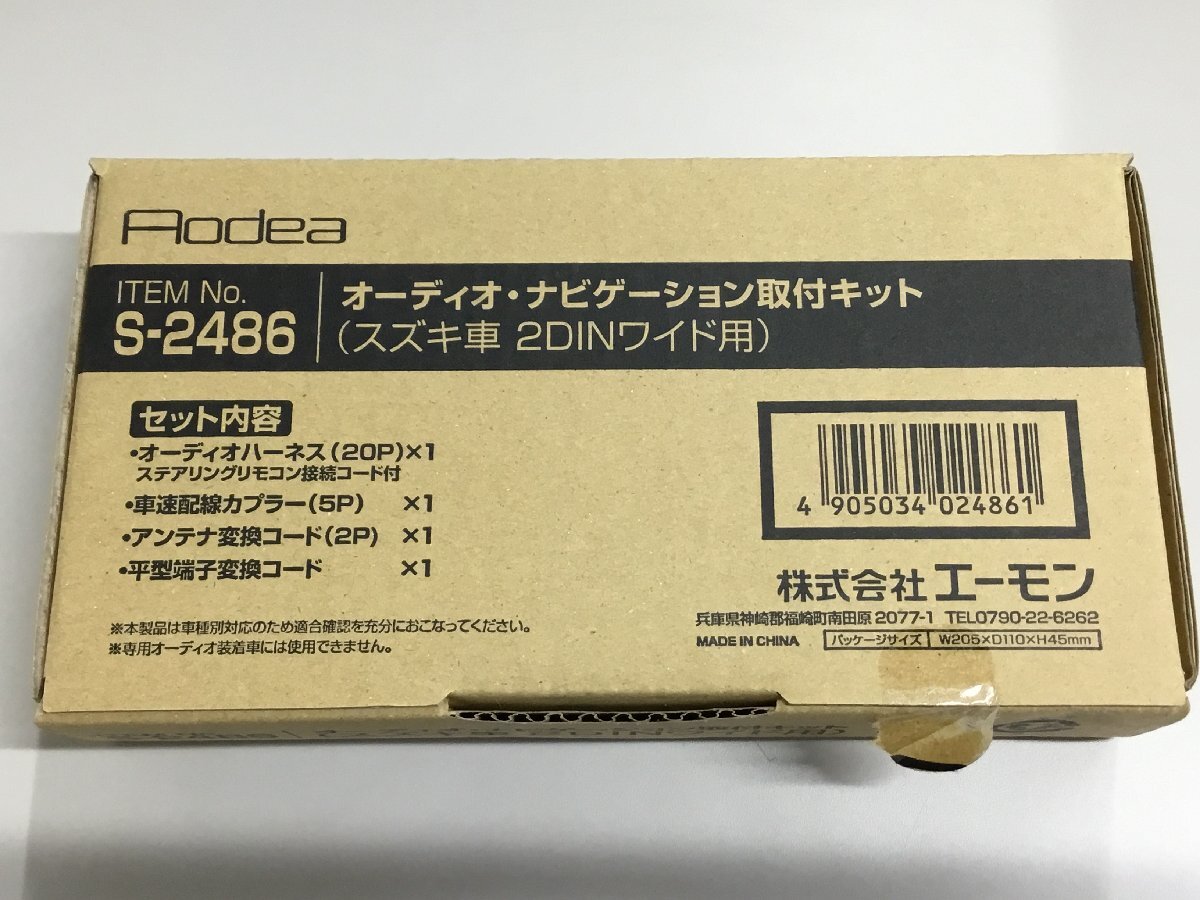 Aodea
ITEM No.
S-2486
オーディオ・ナビゲーション取付キット
(スズキ車 2DINワイド用)
セット内容
・オーディオハーネス(20P)×1
ステアリングリモコン接続コード付
・車速配線カプラー(5P) ×1
・アンテナ変換コード(2P) ×1
・平型端子変換コード ×1
※本製品は車種別対応のため適合確認を充分におこなってください。
※専用オーディオ装着車には使用できません。
4 905034 024861
株式会社 エーモン
兵庫県神崎郡福崎町南田原 2077-1 TEL0790-22-6262
MADE IN CHINA パッケージサイズ W205×D110×H45mm